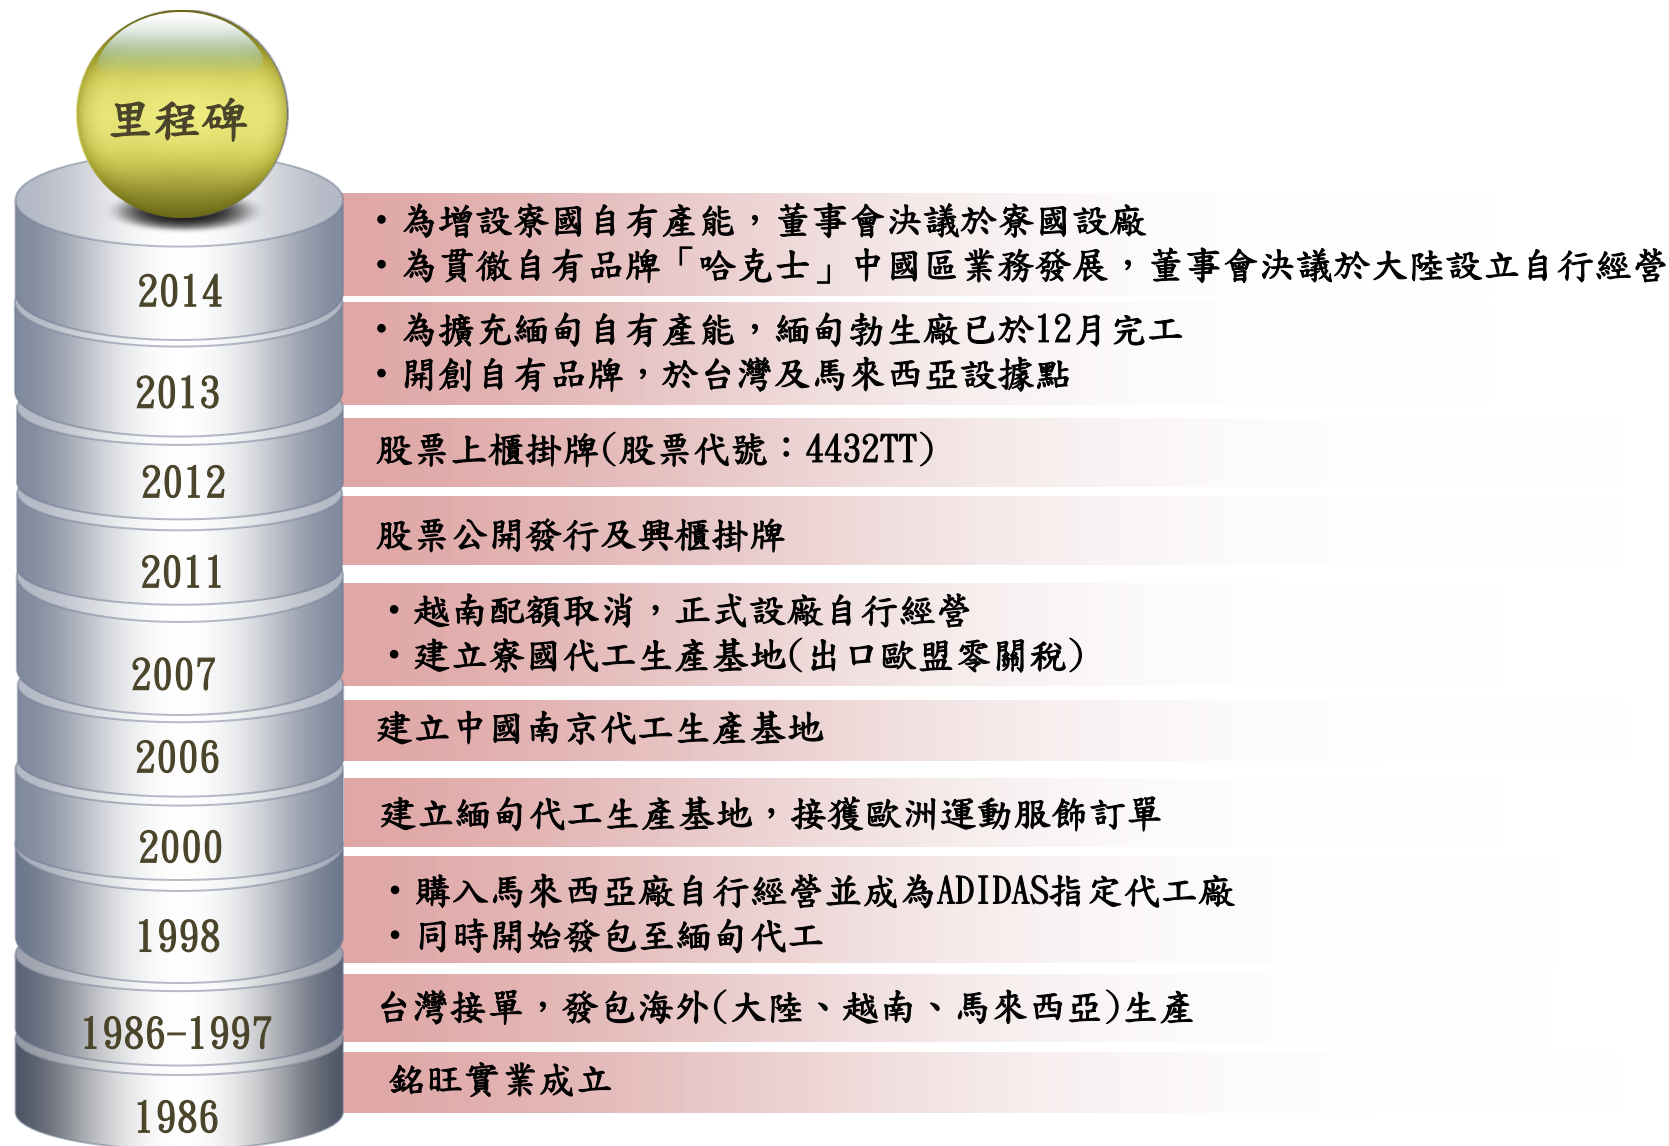 里程碑
2014
•為增設寮國自有產能，董事會決議於寮國設廠
•為貫徹自有品牌「哈克士」中國區業務發展，董事會決議於大陸設立自行經營
2013
•為擴充緬甸自有產能，緬甸勃生廠已於12月完工
•開創自有品牌，於台灣及馬來西亞設據點
2012
股票上櫃掛牌(股票代號：4432TT)
2011
股票公開發行及興櫃掛牌
2007
•越南配額取消，正式設廠自行經營
•建立寮國代工生產基地(出口歐盟零關稅)
2006
建立中國南京代工生產基地
2000
建立緬甸代工生產基地，接獲歐洲運動服飾訂單
1998
•購入馬來西亞廠自行經營並成為ADIDAS指定代工廠
•同時開始發包至緬甸代工
1986-1997
台灣接單，發包海外(大陸、越南、馬來西亞)生產
1986
銘旺實業成立